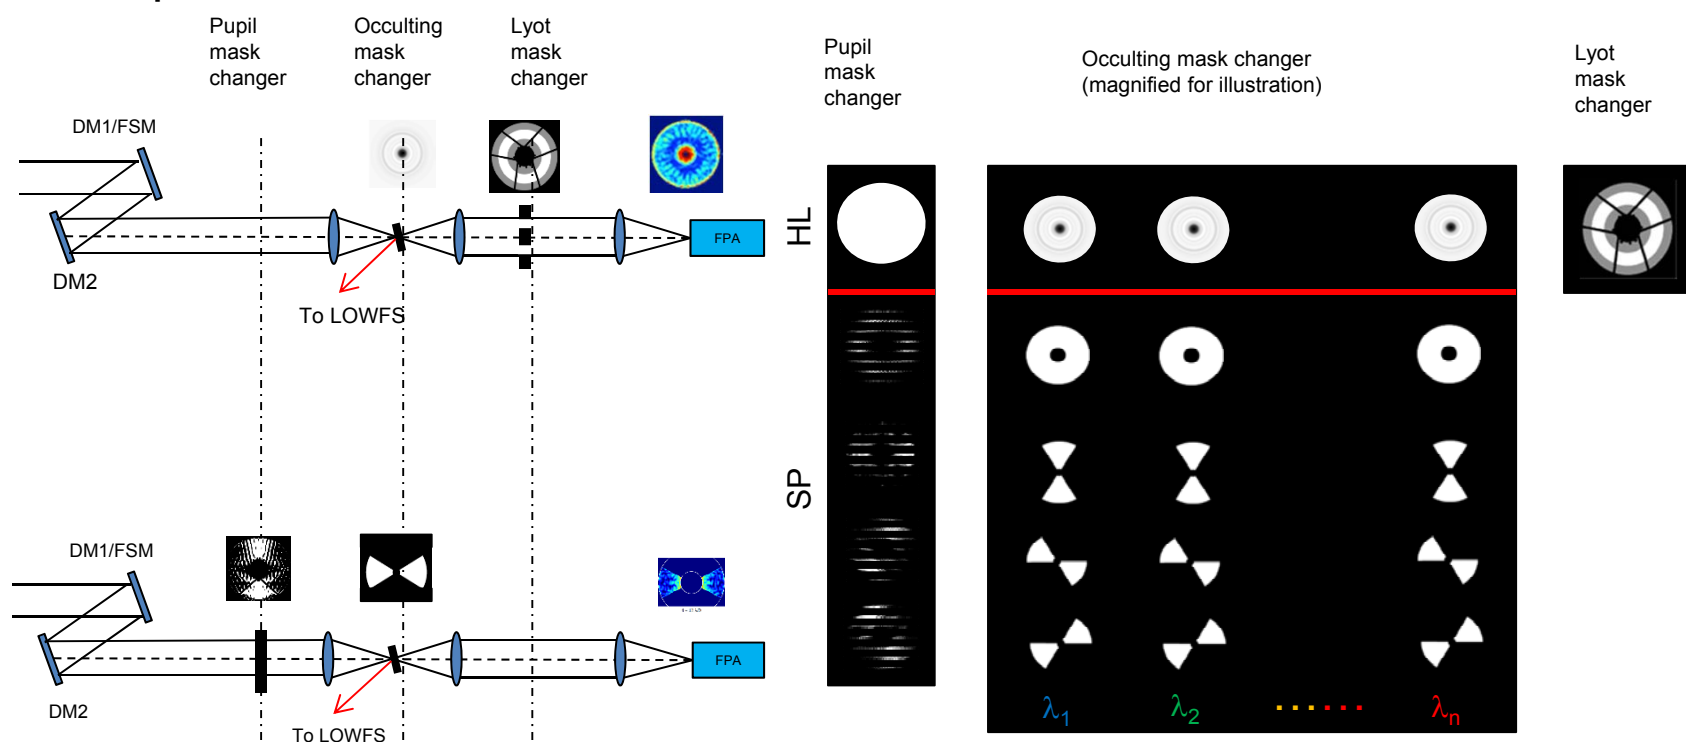 Pupil
mask
changer
Occulting
mask
changer
Lyot
mask
changer
DM1/FSM
DM2
FPA
To LOWFS
DM1/FSM
DM2
FPA
To LOWFS
Pupil
mask
changer
Occulting mask changer
(magnified for illustration)
Lyot
mask
changer
HL
SP
λ1
λ2
λn